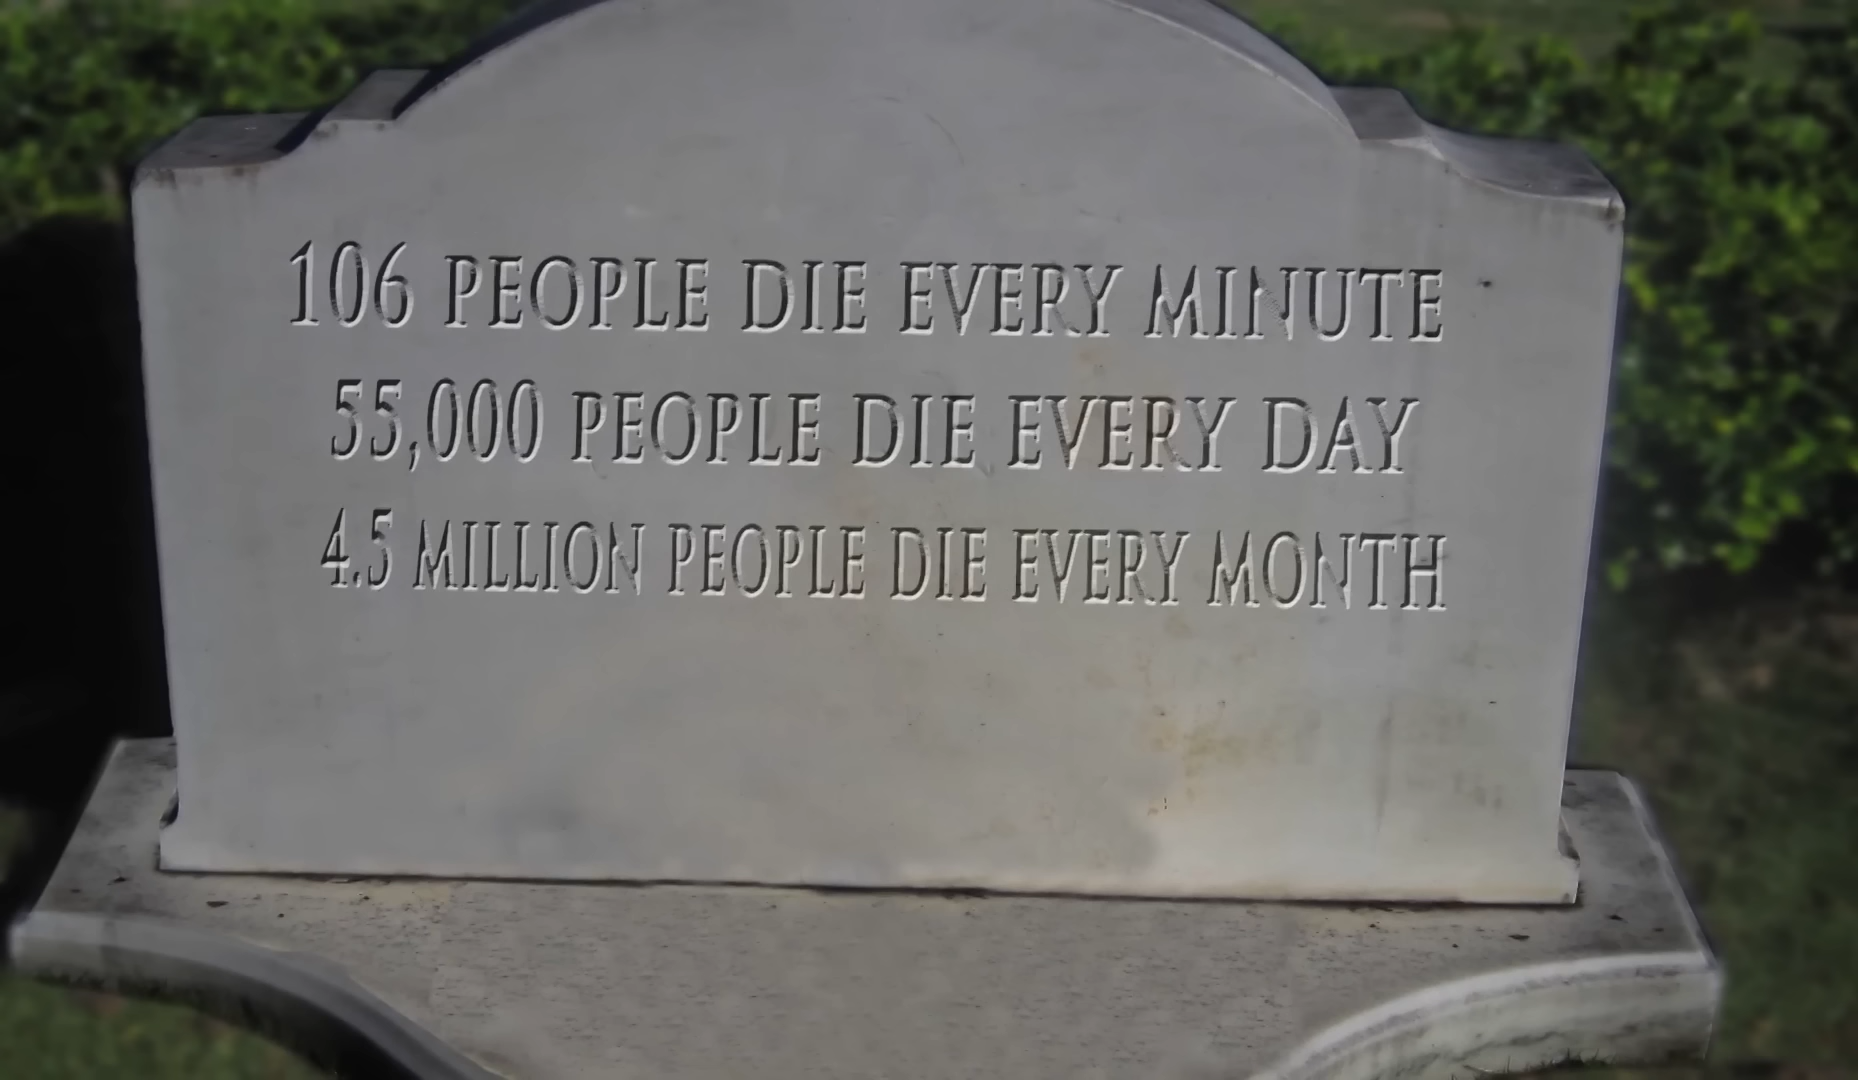 106 PEOPLE DIE EVERY MINUTE
55,000 PEOPLE DIE EVERY DAY
4.5 MILLION PEOPLE DIE EVERY MONTH